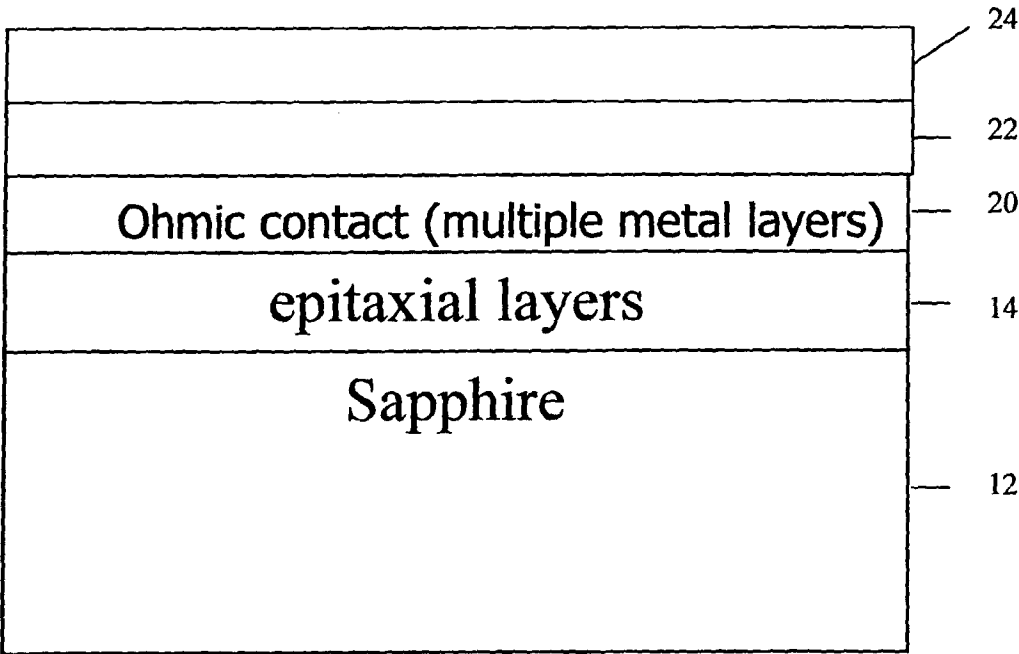 24
22
Ohmic contact (multiple metal layers) 20
epitaxial layers 14
Sapphire
12